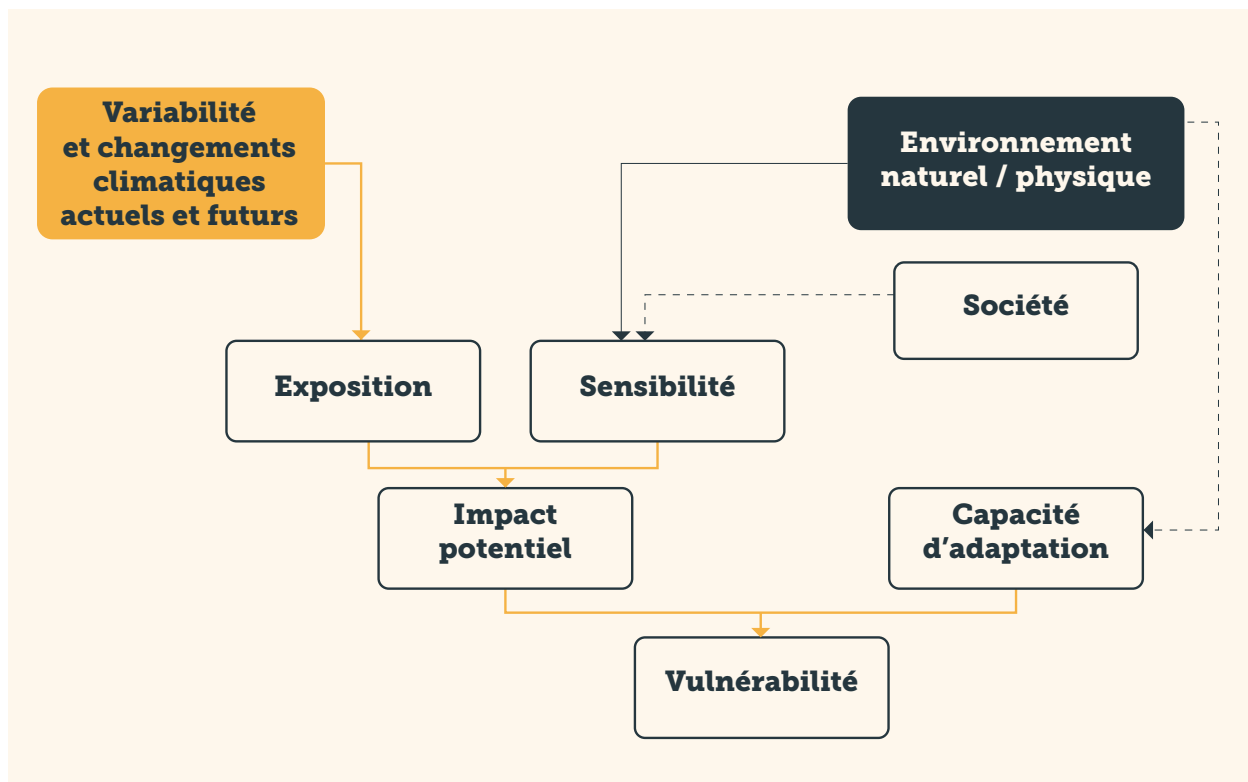 Variabilité
et changements
climatiques
actuels et futurs
Environnement
naturel / physique
Société
Exposition
Sensibilité
Impact
potentiel
Capacité
d’adaptation
Vulnérabilité